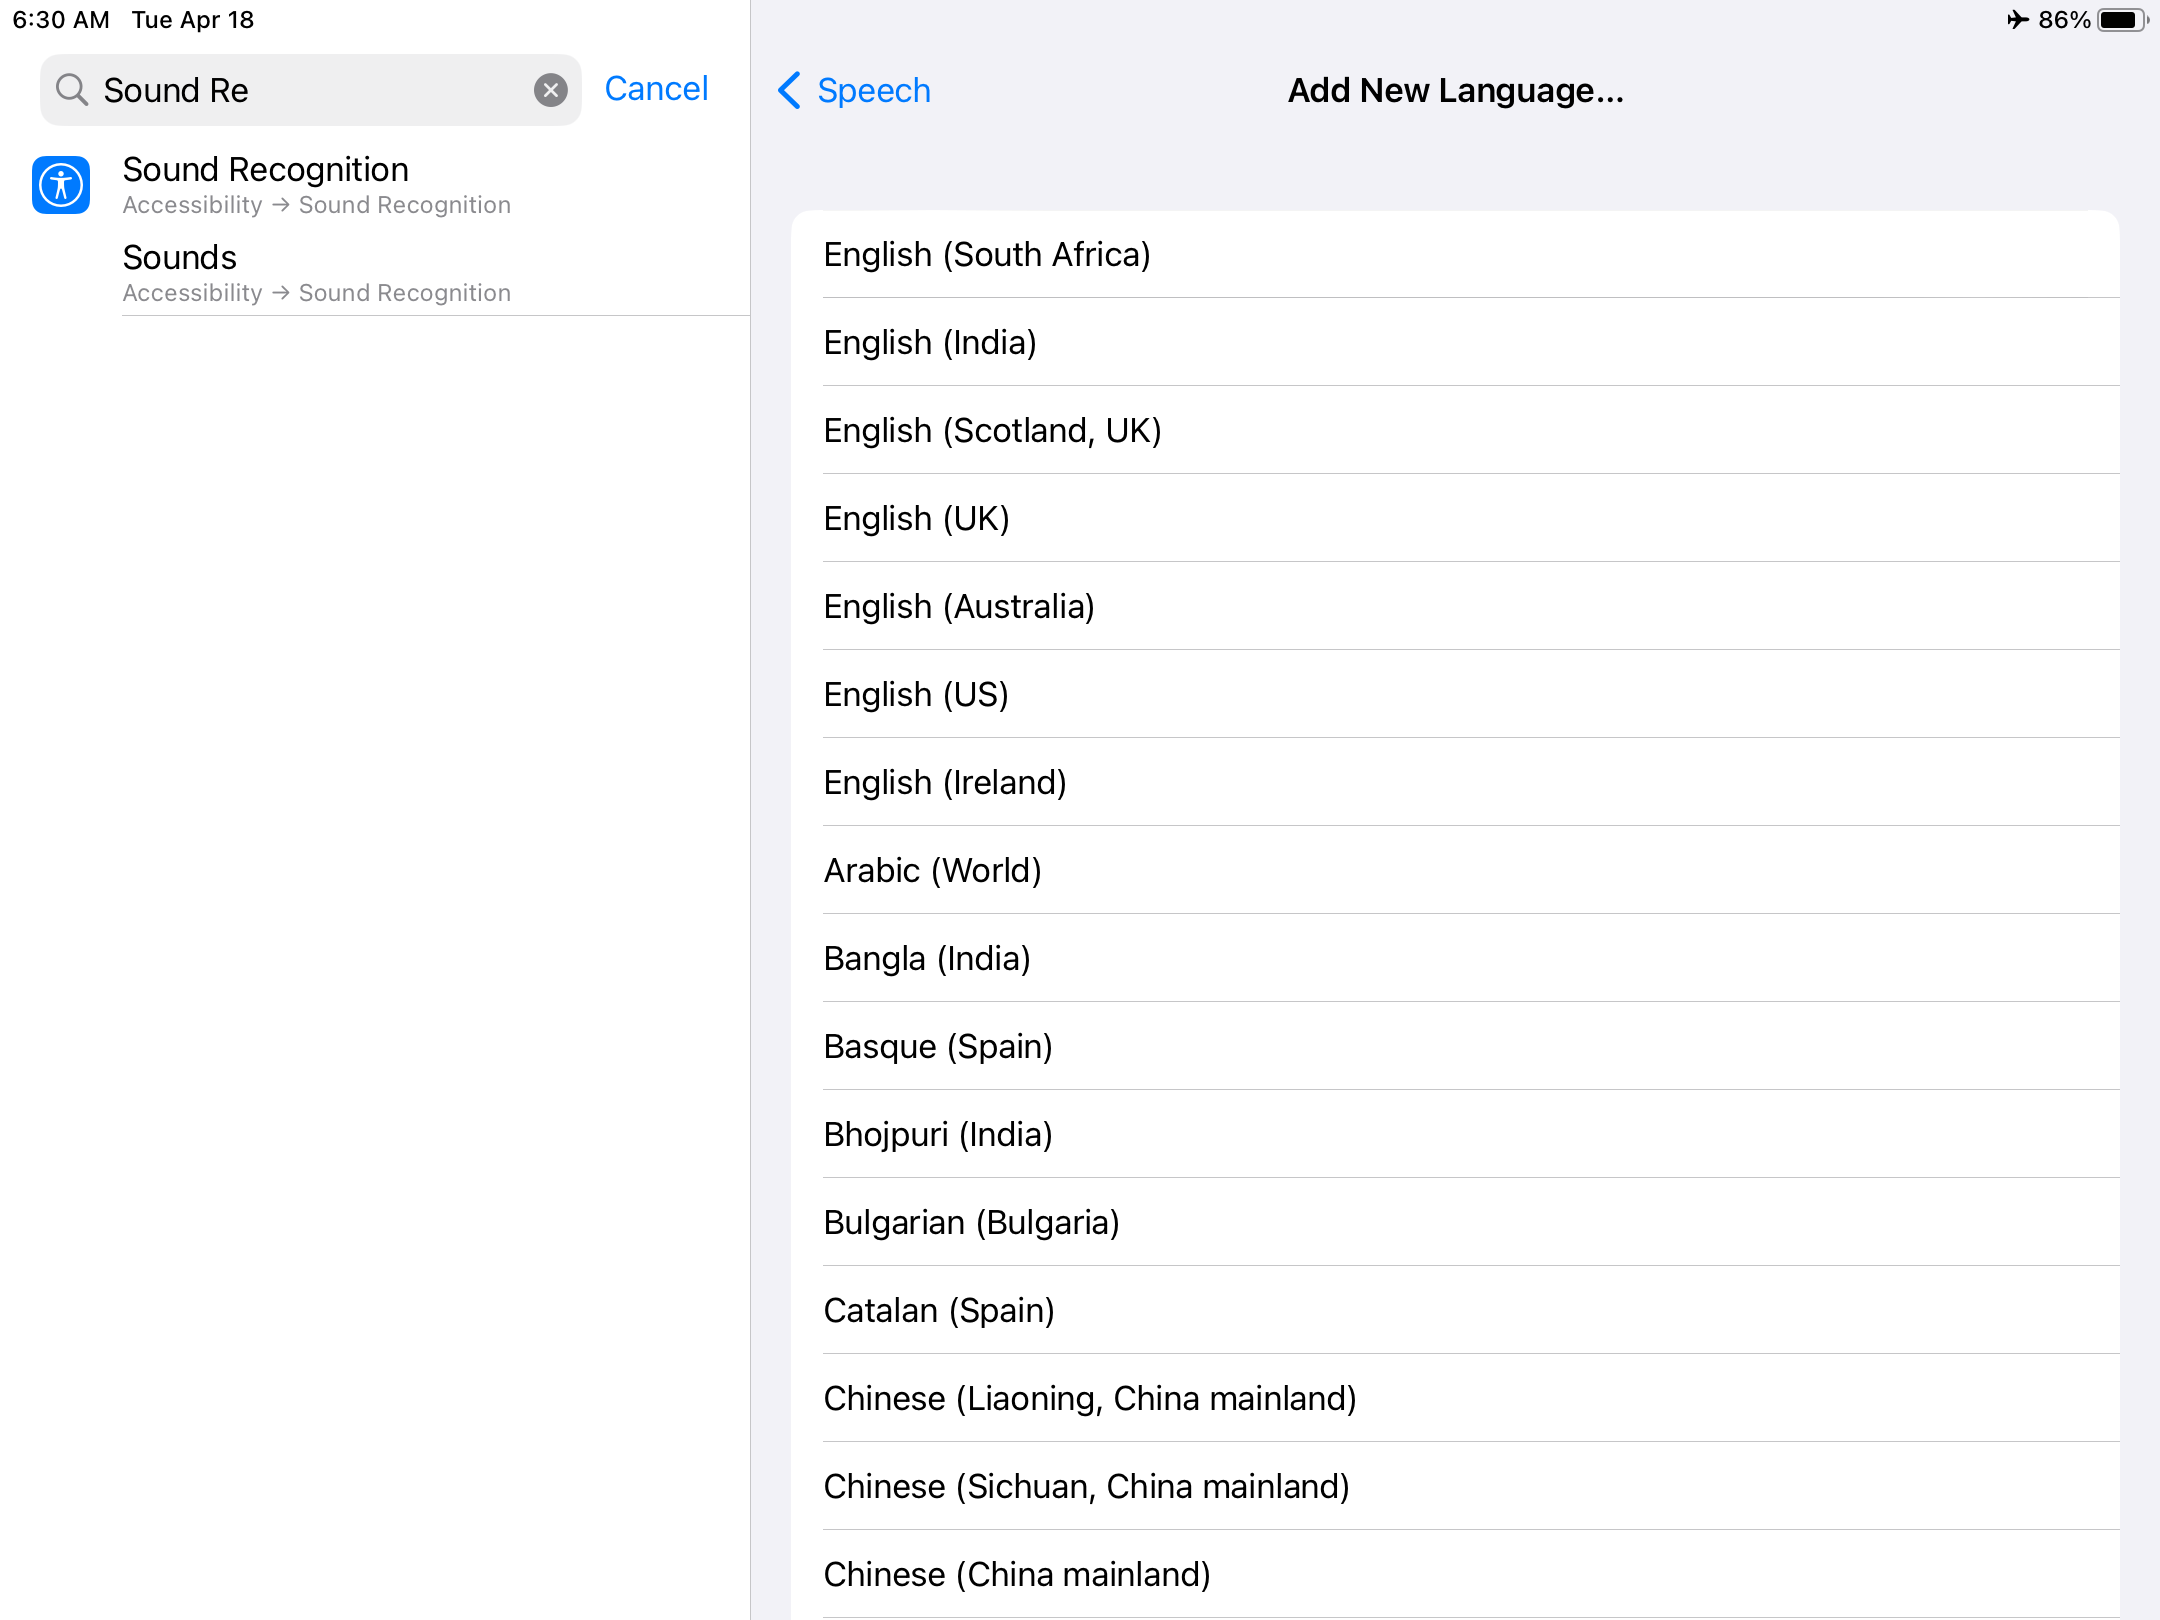 6:30 AM Tue Apr 18
86%
Sound Re
Cancel
Sound Recognition
Accessibility → Sound Recognition
Sounds
Accessibility → Sound Recognition
Speech
Add New Language...
English (South Africa)
English (India)
English (Scotland, UK)
English (UK)
English (Australia)
English (US)
English (Ireland)
Arabic (World)
Bangla (India)
Basque (Spain)
Bhojpuri (India)
Bulgarian (Bulgaria)
Catalan (Spain)
Chinese (Liaoning, China mainland)
Chinese (Sichuan, China mainland)
Chinese (China mainland)